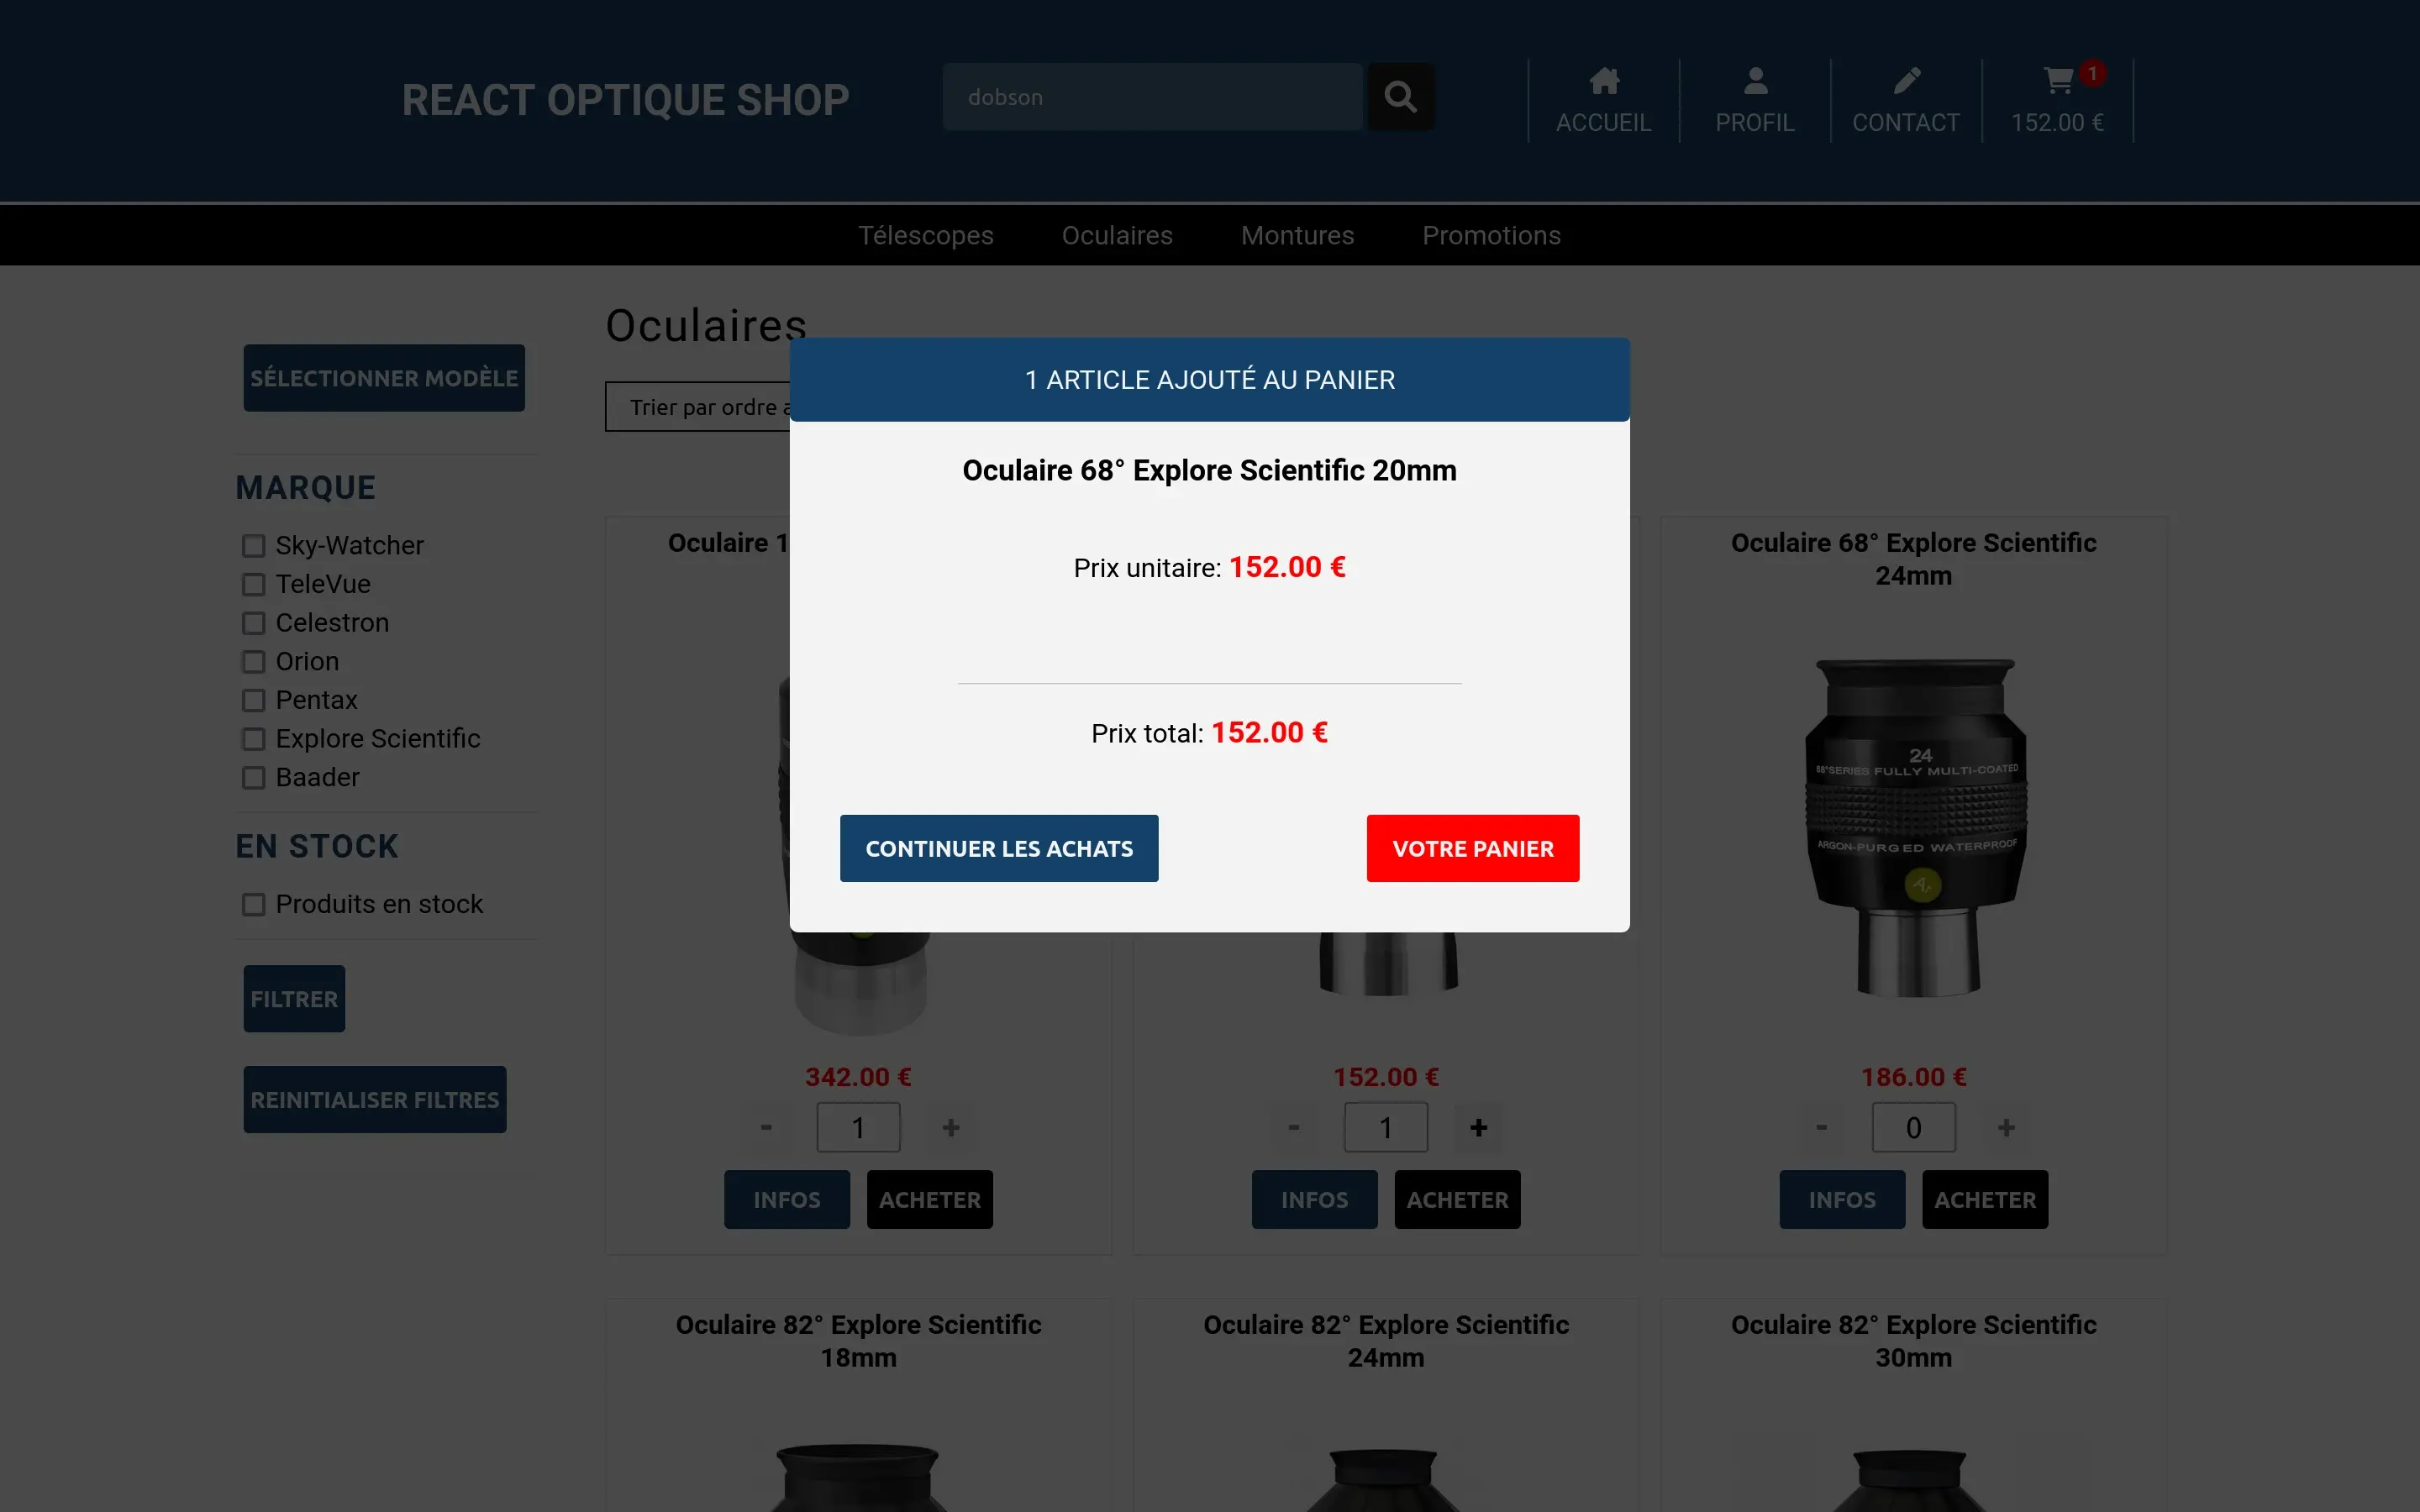 REACT OPTIQUE SHOP
dobson
ACCUEIL
PROFIL
CONTACT
1
152.00 €
Télescopes
Oculaires
Montures
Promotions
Oculaires
SÉLECTIONNER MODÈLE
Trier par ordre
MARQUE
Sky-Watcher
TeleVue
Celestron
Orion
Pentax
Explore Scientific
Baader
EN STOCK
Produits en stock
FILTRER
REINITIALISER FILTRES
1 ARTICLE AJOUTÉ AU PANIER
Oculaire 68° Explore Scientific 20mm
Prix unitaire: 152.00 €
Prix total: 152.00 €
CONTINUER LES ACHATS
VOTRE PANIER
Oculaire
342.00 €
- 1 +
INFOS
ACHETER
152.00 €
- 1 +
INFOS
ACHETER
Oculaire 68° Explore Scientific
24mm
24
68°SERIES FULLY MULTI-COATED
ARGON-PURGED WATERPROOF
186.00 €
- 0 +
INFOS
ACHETER
Oculaire 82° Explore Scientific
18mm
Oculaire 82° Explore Scientific
24mm
Oculaire 82° Explore Scientific
30mm